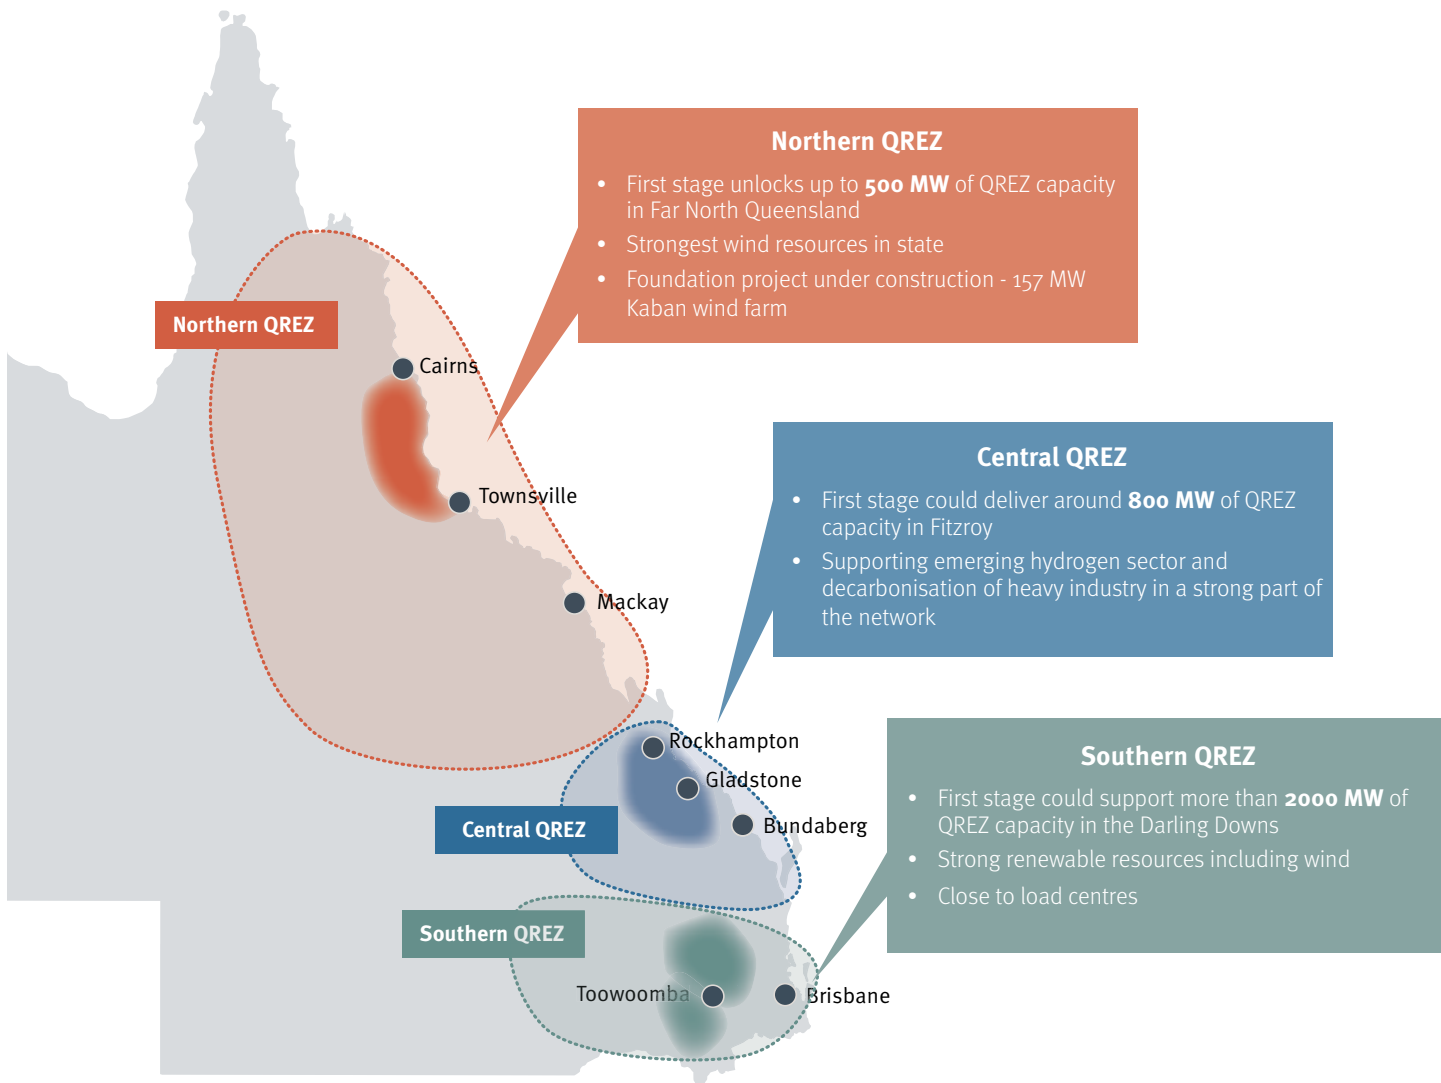 Northern QREZ
• First stage unlocks up to 500 MW of QREZ capacity
in Far North Queensland
• Strongest wind resources in state
• Foundation project under construction - 157 MW
Kaban wind farm
Northern QREZ
Cairns
Townsville
Mackay
Central QREZ
• First stage could deliver around 800 MW of QREZ
capacity in Fitzroy
• Supporting emerging hydrogen sector and
decarbonisation of heavy industry in a strong part of
the network
Rockhampton
Gladstone
Bundaberg
Central QREZ
Southern QREZ
• First stage could support more than 2000 MW of
QREZ capacity in the Darling Downs
• Strong renewable resources including wind
• Close to load centres
Southern QREZ
Toowoomba
Brisbane